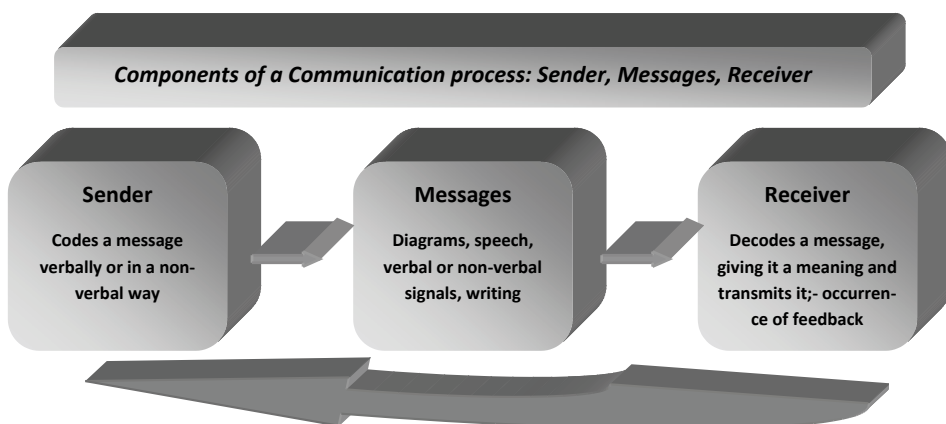 Components of a Communication process: Sender, Messages, Receiver
Sender
Codes a message
verbally or in a non-
verbal way
Messages
Diagrams, speech,
verbal or non-verbal
signals, writing
Receiver
Decodes a message,
giving it a meaning and
transmits it;- occurren-
ce of feedback